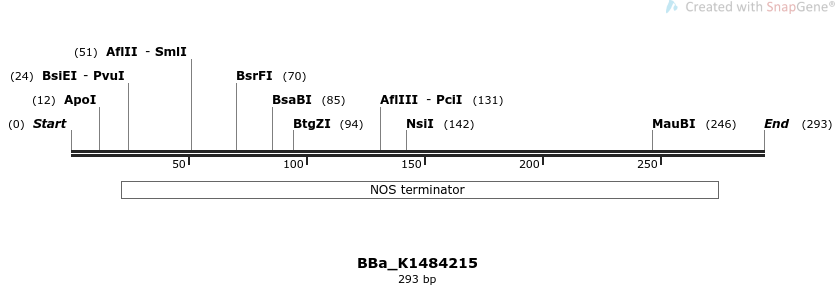 Created with SnapGene®
(51) AflII - SmlI
(24) BsiEI - PvuI BsrFI (70)
(12) ApoI BsaBI (85) AflIII - PciI (131)
(0) Start BtgZI (94) NsiI (142) MauBI (246) End (293)
50 100 150 200 250
NOS terminator
BBa_K1484215
293 bp